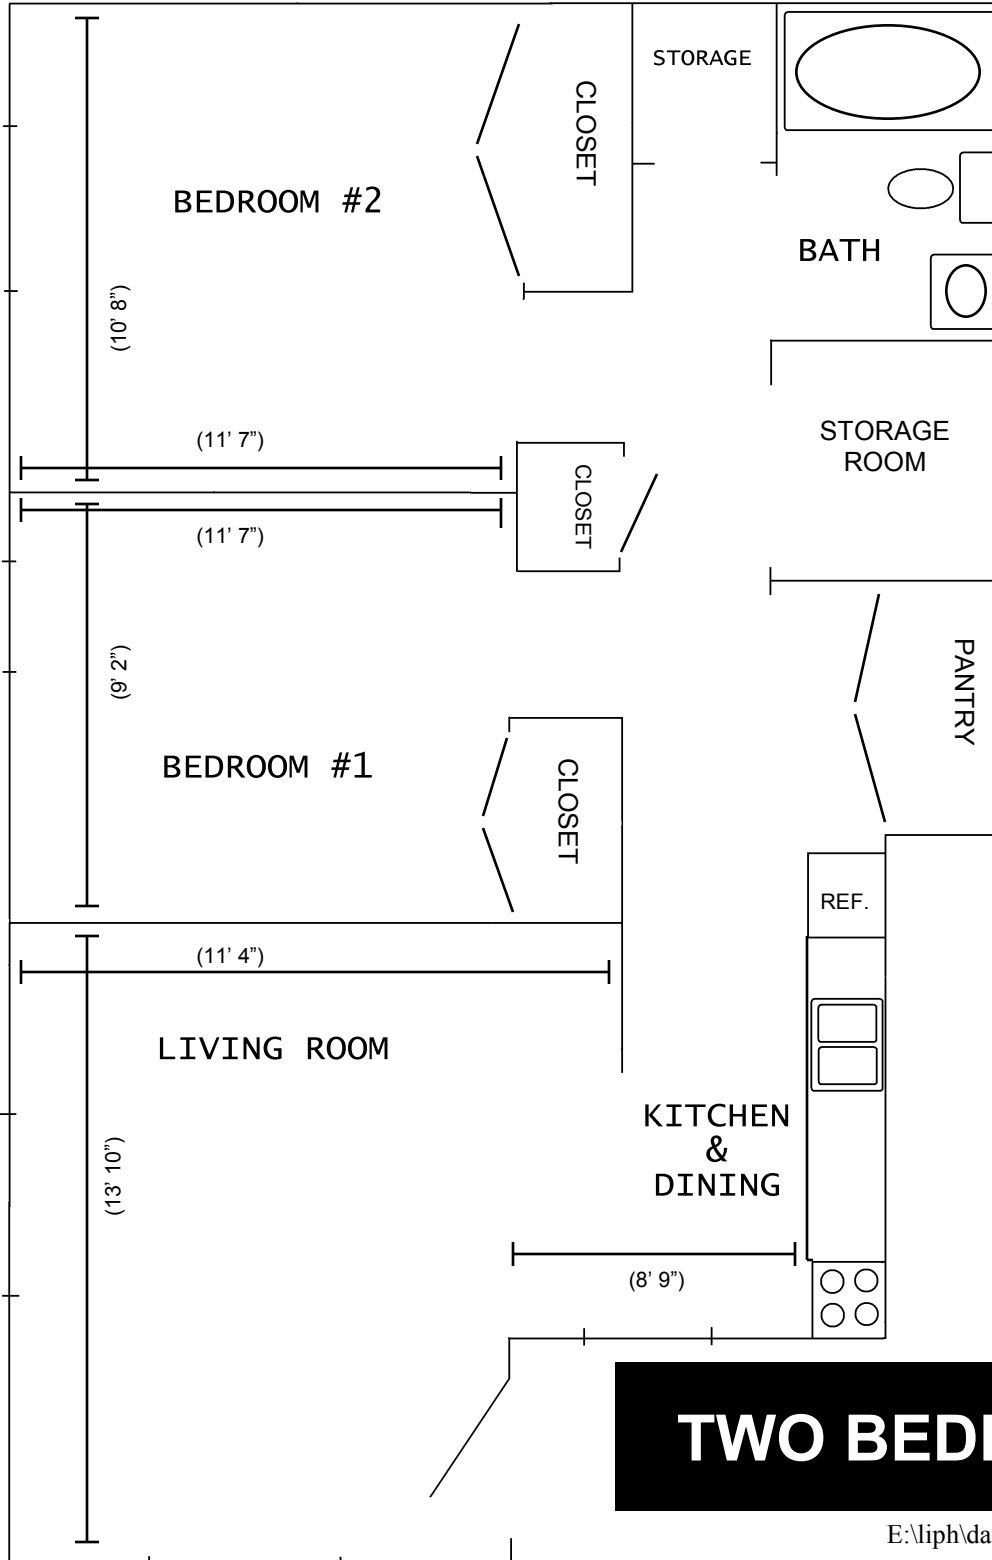 STORAGE
CLOSET
BEDROOM #2
BATH
(10' 8")
(11' 7")
STORAGE
ROOM
CLOSET
(11' 7")
(9' 2")
PANTRY
BEDROOM #1
CLOSET
REF.
(11' 4")
LIVING ROOM
KITCHEN
&
DINING
(13' 10")
(8' 9")
TWO BED
E:\liph\da